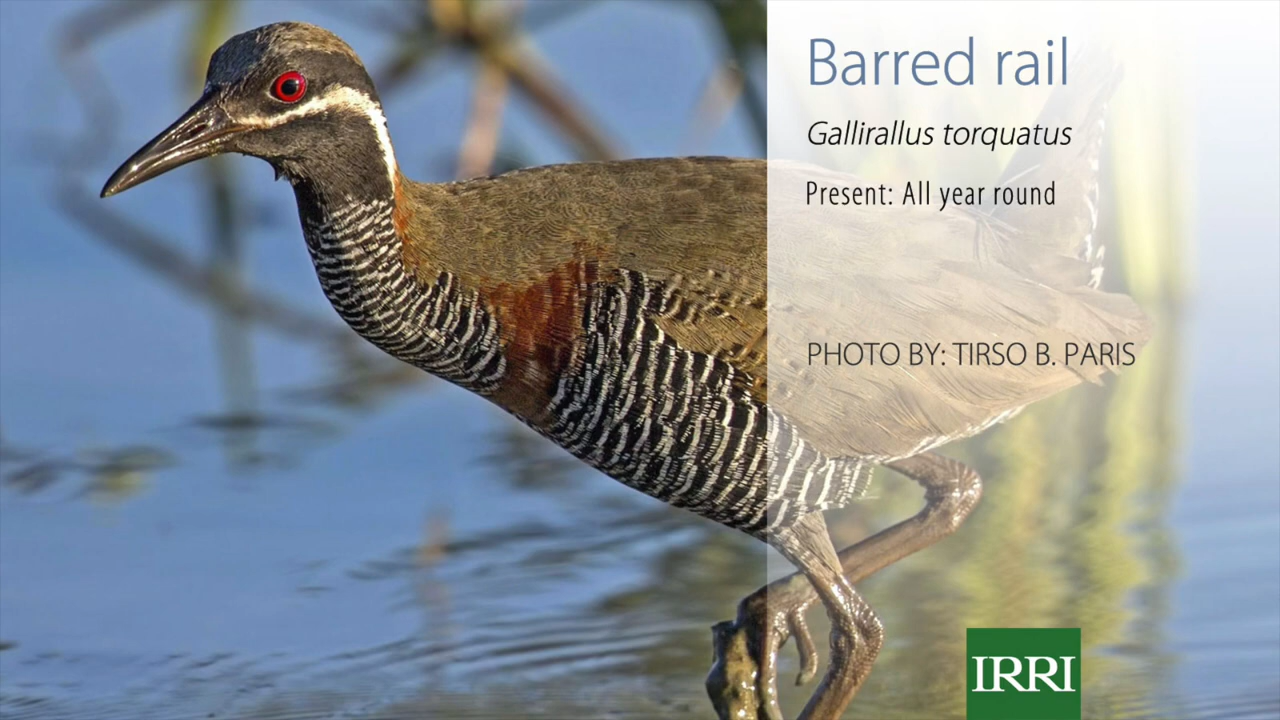 Barred rail
Gallirallus torquatus
Present: All year round
PHOTO BY: TIRSO B. PARIS
IRRI